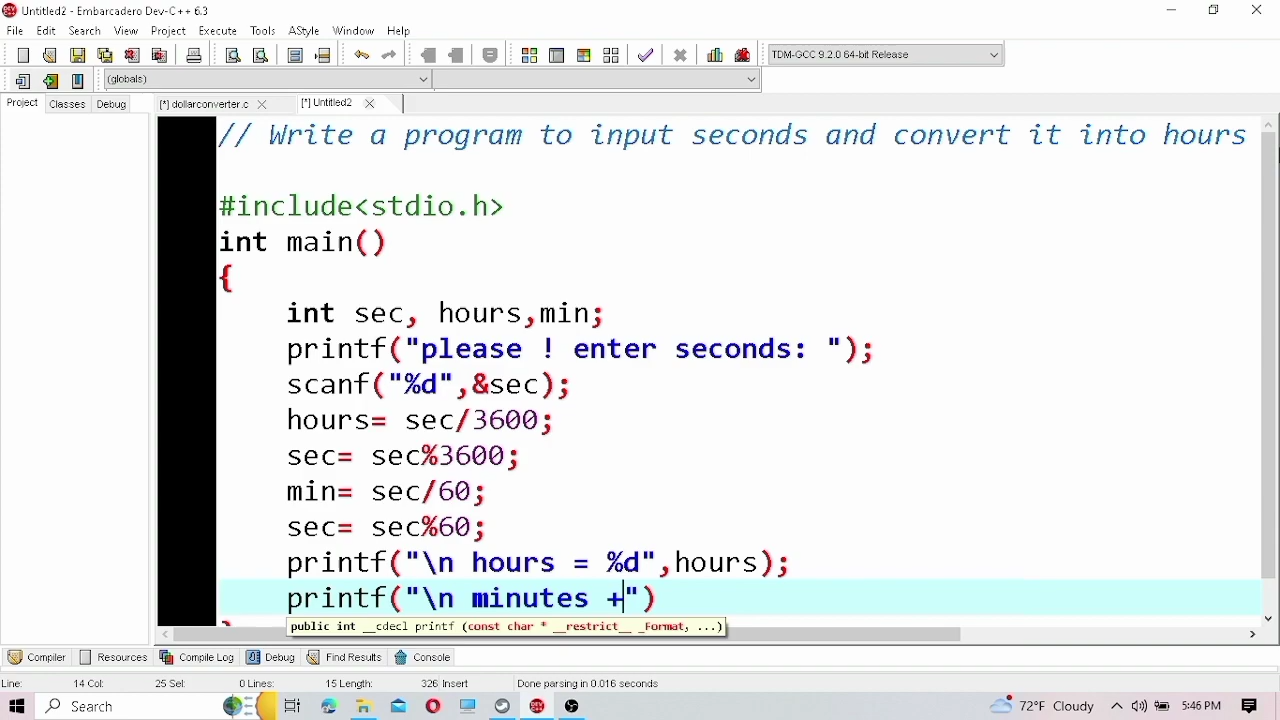 Untitled2 - Embarcadero Dev-C++ 6.3
File Edit Search View Project Execute Tools AStyle Window Help
TDM-GCC 9.2.0 64-bit Release
(globals)
Project Classes Debug [*] dollarconverter.c [*] Untitled2
// Write a program to input seconds and convert it into hours
#include<stdio.h>
int main()
{
int sec, hours,min;
printf("please ! enter seconds: ");
scanf("%d",&sec);
hours= sec/3600;
sec= sec%3600;
min= sec/60;
sec= sec%60;
printf("\n hours = %d",hours);
printf("\n minutes +")
public int __cdecl printf (const char * __restrict__ _Format, ...)
Compiler Resources Compile Log Debug Find Results Console
Line: 14 Col: 25 Sel: 0 Lines: 15 Length: 326 Insert Done parsing in 0.016 seconds
Search 72°F Cloudy 5:46 PM